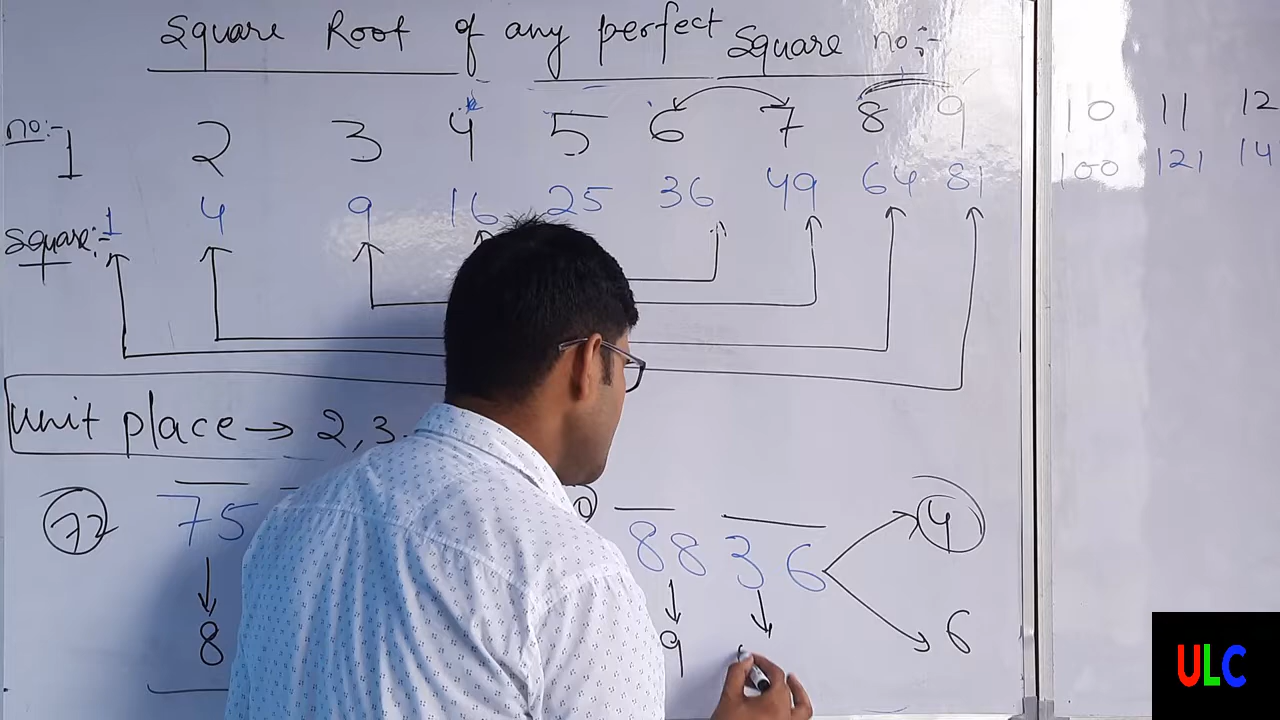 Square Root of any perfect Square no:-
no:- 1 2 3 4 5 6 7 8 9 10 11 12
Square:- 1 4 9 16 25 36 49 64 81 100 121 14
Unit place → 2, 3
72 75 88 36 4
8 9 6
ULC